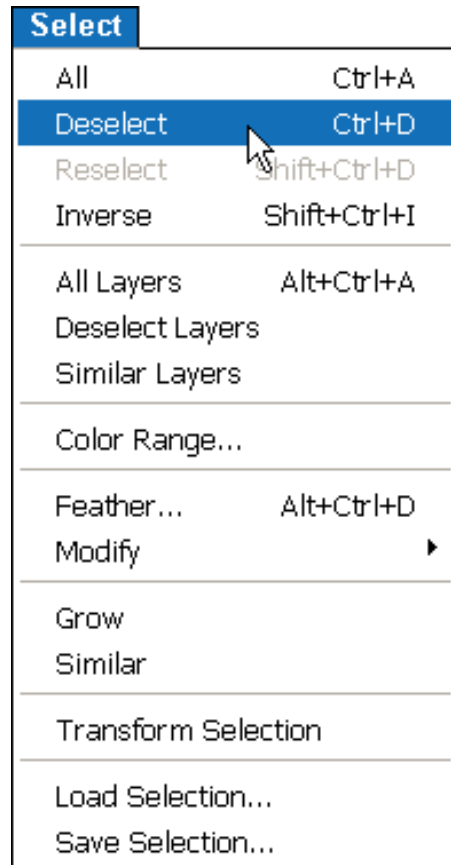 Select
All Ctrl+A
Deselect Ctrl+D
Reselect Shift+Ctrl+D
Inverse Shift+Ctrl+I
All Layers Alt+Ctrl+A
Deselect Layers
Similar Layers
Color Range...
Feather... Alt+Ctrl+D
Modify
Grow
Similar
Transform Selection
Load Selection...
Save Selection...